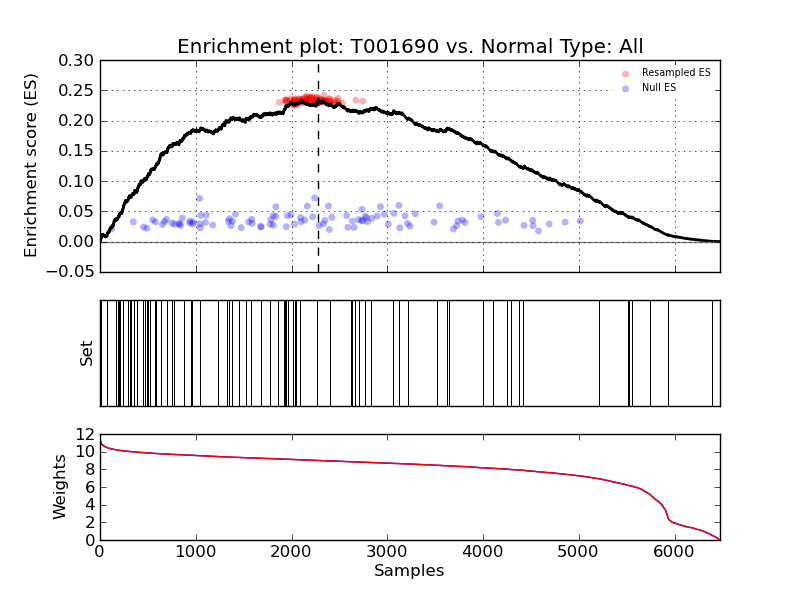 Enrichment plot: T001690 vs. Normal Type: All
0.30
0.25
0.20
0.15
0.10
0.05
0.00
−0.05
Enrichment score (ES)
Resampled ES
Null ES
Set
12
10
8
6
4
2
0
Weights
0 1000 2000 3000 4000 5000 6000
Samples